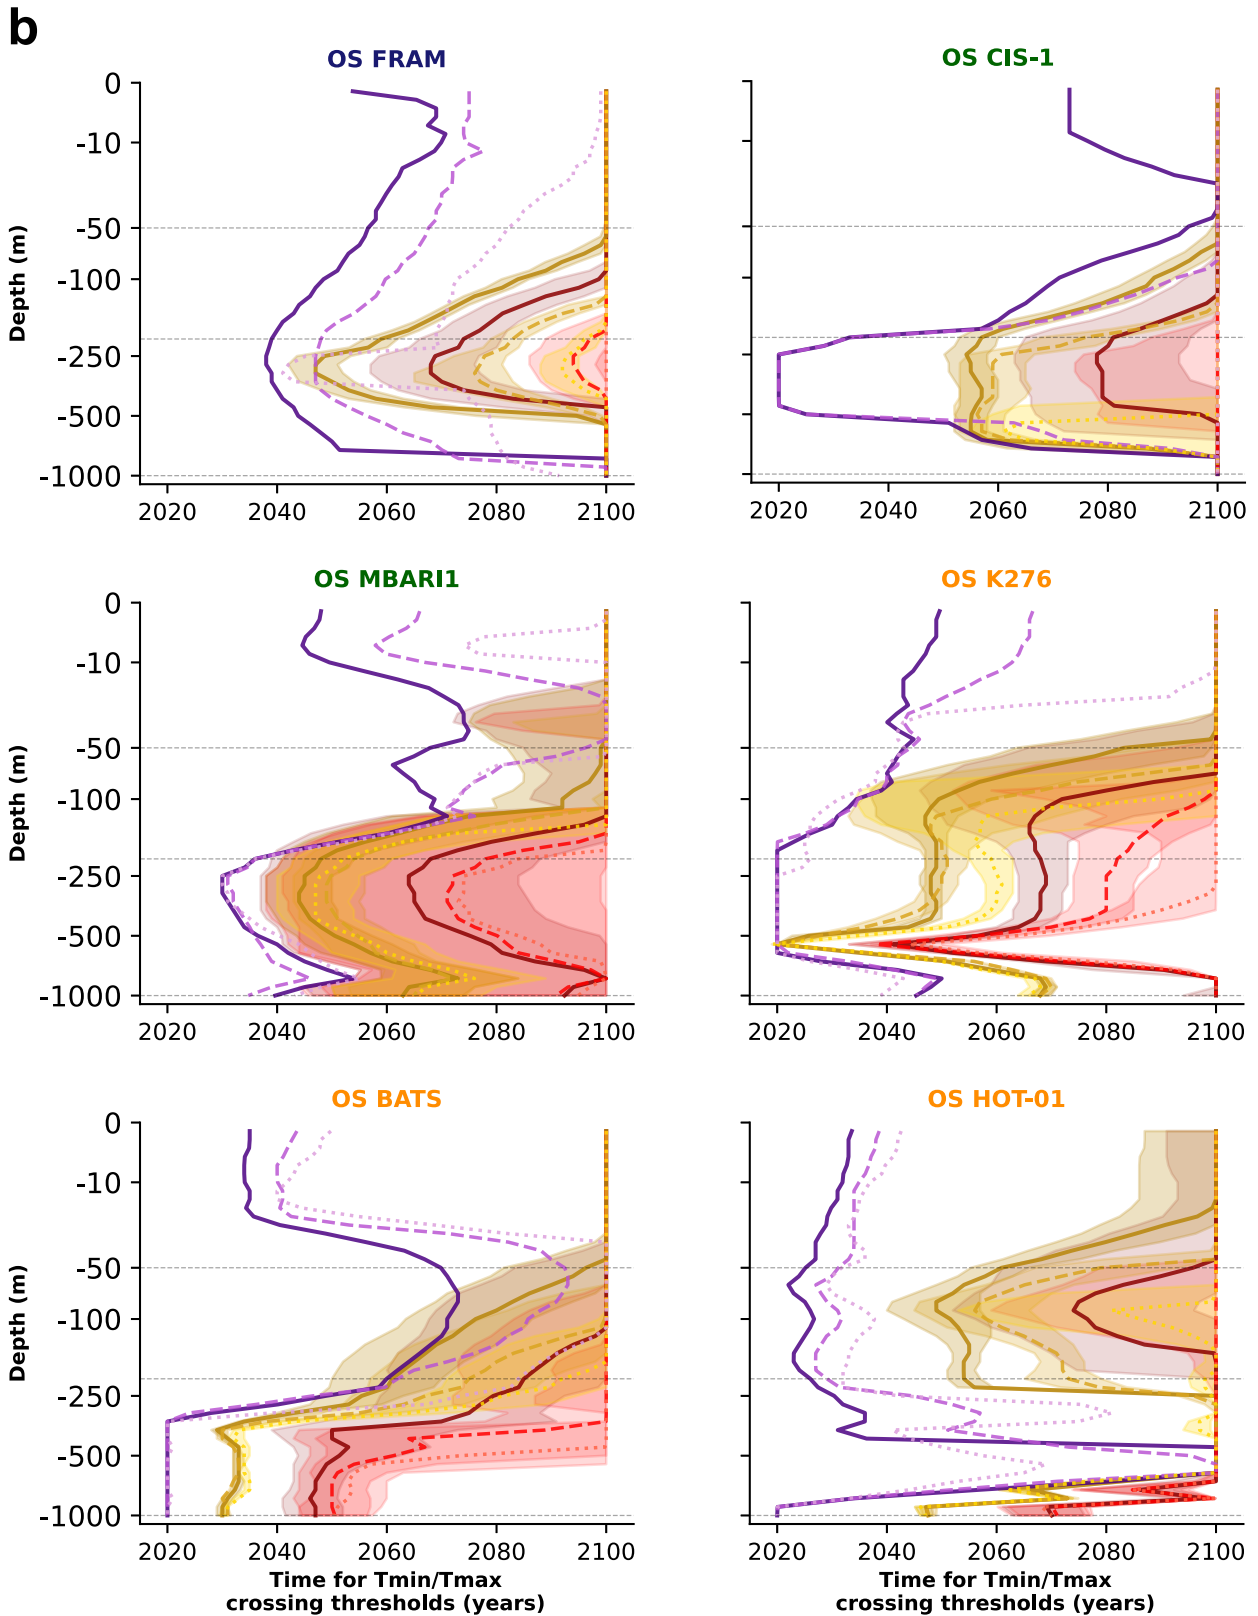 b
OS FRAM
OS CIS-1
0
-10
-50
-100
-250
-500
-1000
Depth (m)
2020 2040 2060 2080 2100
2020 2040 2060 2080 2100
OS MBARI1
OS K276
0
-10
-50
-100
-250
-500
-1000
Depth (m)
2020 2040 2060 2080 2100
2020 2040 2060 2080 2100
OS BATS
OS HOT-01
0
-10
-50
-100
-250
-500
-1000
Depth (m)
2020 2040 2060 2080 2100
2020 2040 2060 2080 2100
Time for Tmin/Tmax
crossing thresholds (years)
Time for Tmin/Tmax
crossing thresholds (years)